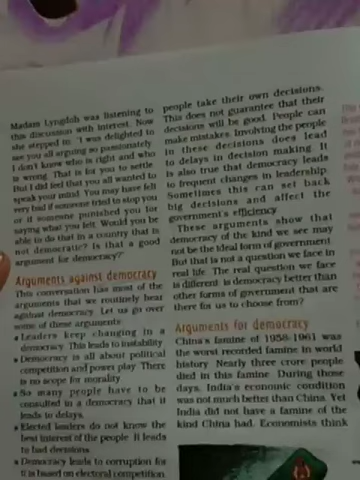 Madam Lyngdoh was listening to
this discussion with interest. Now
she stepped in: "I was delighted to
see you all arguing so passionately.
I don't know who is right and who
is wrong. That is for you to settle.
But I did feel that you all wanted to
speak your mind. You may have felt
very bad if someone tried to stop you
or if someone punished you for
saying what you felt. Would you be
able to do that in a country that is
not democratic? Is that a good
argument for democracy?"
Arguments against democracy
This conversation has most of the
arguments that we routinely hear
against democracy. Let us go over
some of these arguments:
Leaders keep changing in a
democracy. This leads to instability.
Democracy is all about political
competition and power play. There
is no scope for morality.
So many people have to be
consulted in a democracy that it
leads to delays.
Elected leaders do not know the
best interest of the people. It leads
to bad decisions.
Democracy leads to corruption for
it is based on electoral competition.
people take their own decisions.
This does not guarantee that their
decisions will be good. People can
make mistakes. Involving the people
in these decisions does lead
to delays in decision making. It
is also true that democracy leads
to frequent changes in leadership.
Sometimes this can set back
big decisions and affect the
government's efficiency.
These arguments show that
democracy of the kind we see may
not be the ideal form of government.
But that is not a question we face in
real life. The real question we face
is different: is democracy better than
other forms of government that are
there for us to choose from?
Arguments for democracy
China's famine of 1958-1961 was
the worst recorded famine in world
history. Nearly three crore people
died in this famine. During those
days, India's economic condition
was not much better than China. Yet
India did not have a famine of the
kind China had. Economists think